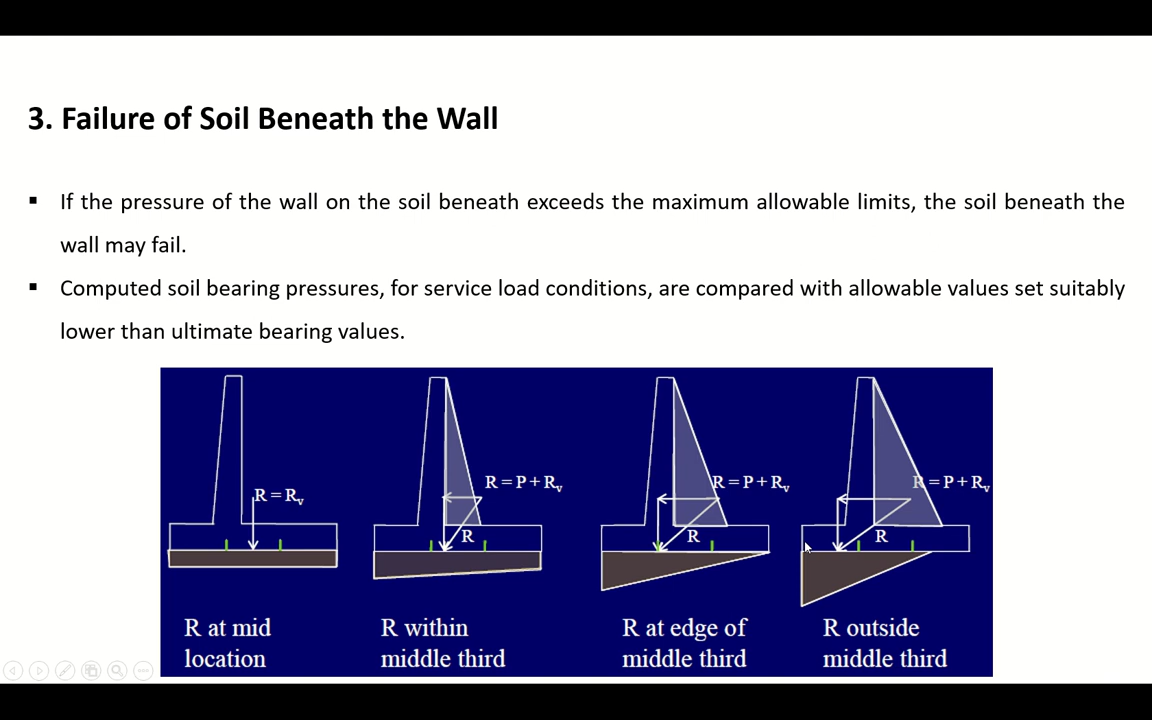 3. Failure of Soil Beneath the Wall
▪ If the pressure of the wall on the soil beneath exceeds the maximum allowable limits, the soil beneath the
wall may fail.
▪ Computed soil bearing pressures, for service load conditions, are compared with allowable values set suitably
lower than ultimate bearing values.
R = Rv
R = P + Rv
R
R = P + Rv
R
R = P + Rv
R
R at mid
location
R within
middle third
R at edge of
middle third
R outside
middle third